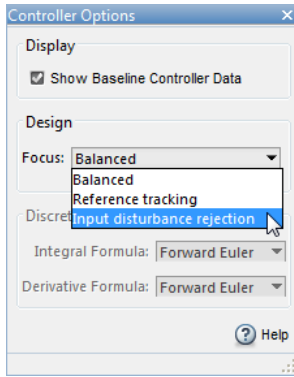 Controller Options
Display
Show Baseline Controller Data
Design
Focus: Balanced
Balanced
Reference tracking
Input disturbance rejection
Integral Formula: Forward Euler
Derivative Formula: Forward Euler
Help